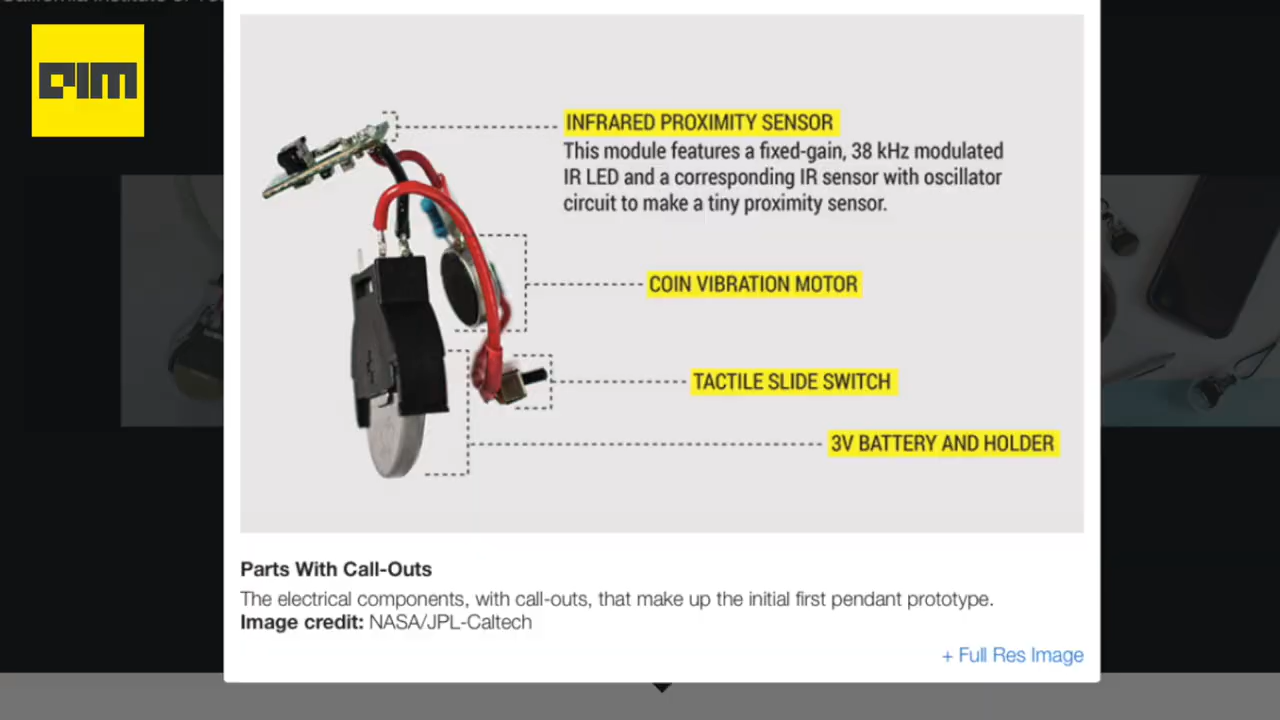 AIM
INFRARED PROXIMITY SENSOR
This module features a fixed-gain, 38 kHz modulated
IR LED and a corresponding IR sensor with oscillator
circuit to make a tiny proximity sensor.
COIN VIBRATION MOTOR
TACTILE SLIDE SWITCH
3V BATTERY AND HOLDER
Parts With Call-Outs
The electrical components, with call-outs, that make up the initial first pendant prototype.
Image credit: NASA/JPL-Caltech
+ Full Res Image